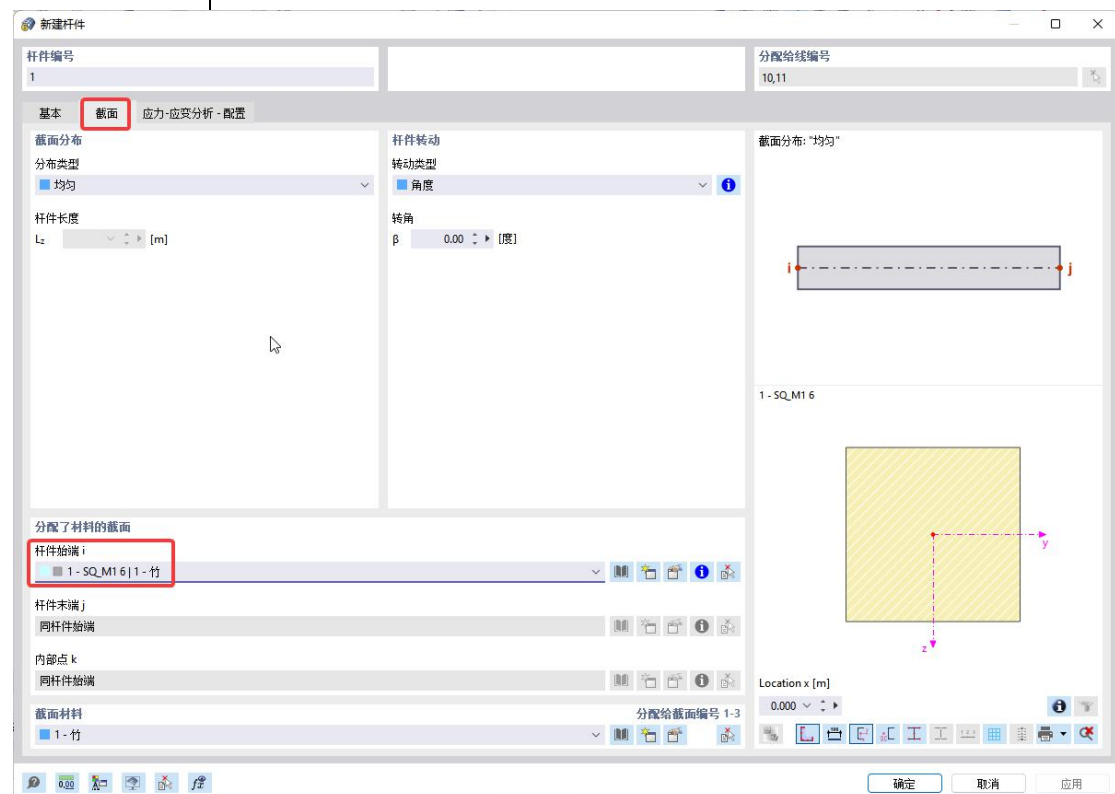 新建杆件
杆件编号
1
分配给线编号
10,11
基本 截面 应力-应变分析 - 配置
截面分布
分布类型
均匀
杆件长度
Lz [m]
杆件转动
转动类型
角度
转角
β 0.00 [度]
截面分布: "均匀"
i j
1 - SQ_M1 6
y
z
分配了材料的截面
杆件始端 i
1 - SQ_M1 6 | 1 - 竹
杆件末端 j
同杆件始端
内部点 k
同杆件始端
截面材料 分配给截面编号 1-3
1 - 竹
Location x [m]
0.000
确定 取消 应用